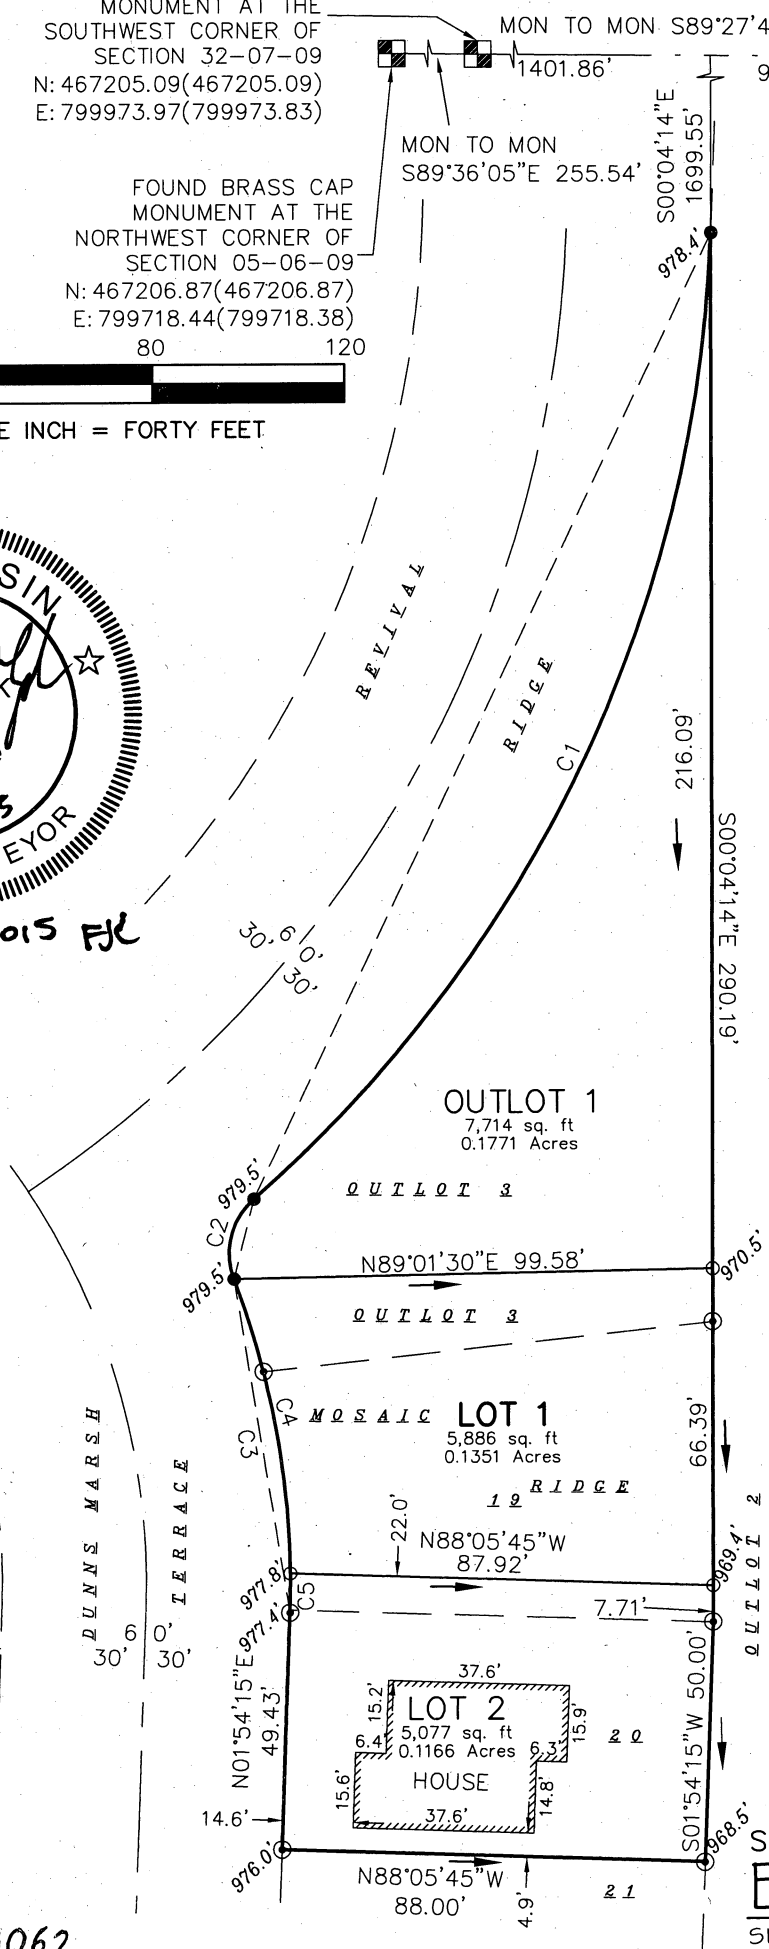 MONUMENT AT THE
SOUTHWEST CORNER OF
SECTION 32-07-09
N: 467205.09(467205.09)
E: 799973.97(799973.83)
MON TO MON S89°27'4
1401.86'
9
MON TO MON
S89°36'05"E 255.54'
S00°04'14"E
1699.55'
FOUND BRASS CAP
MONUMENT AT THE
NORTHWEST CORNER OF
SECTION 05-06-09
N: 467206.87(467206.87)
E: 799718.44(799718.38)
978.4'
80 120
E INCH = FORTY FEET
SIN
EYOR
5
015 FJK
REVIVAL
RIDGE
C1
216.09'
S00°04'14"E 290.19'
30' 60'
30'
OUTLOT 1
7,714 sq. ft
0.1771 Acres
979.5'
OUTLOT 3
C2
N89°01'30"E 99.58'
970.5'
979.5'
OUTLOT 3
C4
C3
MOSAIC
LOT 1
5,886 sq. ft
0.1351 Acres
66.39'
RIDGE
19
22.0'
N88°05'45"W
87.92'
969.4'
OUTLOT 2
DUNNS MARSH
TERRACE
977.8'
C5
977.4'
7.71'
60'
30' 30'
N01°54'15"E
49.43'
S01°54'15"W 50.00'
37.6'
15.2'
LOT 2
5,077 sq. ft
0.1166 Acres
15.9'
6.4'
6.3'
20
HOUSE
15.6'
14.8'
37.6'
14.6'
976.0'
968.5'
N88°05'45"W
88.00'
4.9'
21
S
062